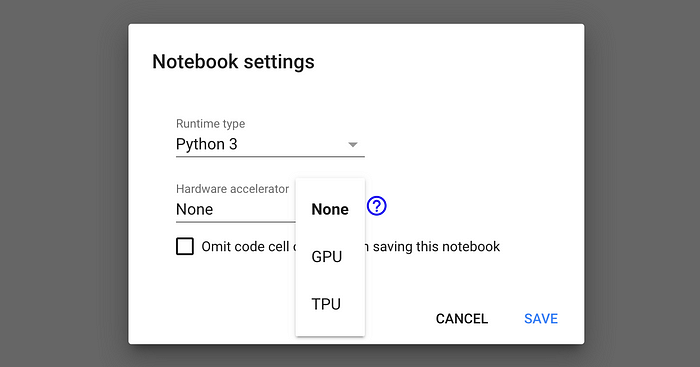 Notebook settings
Runtime type
Python 3
Hardware accelerator
None
None
?
Omit code cell saving this notebook
GPU
TPU
CANCEL
SAVE